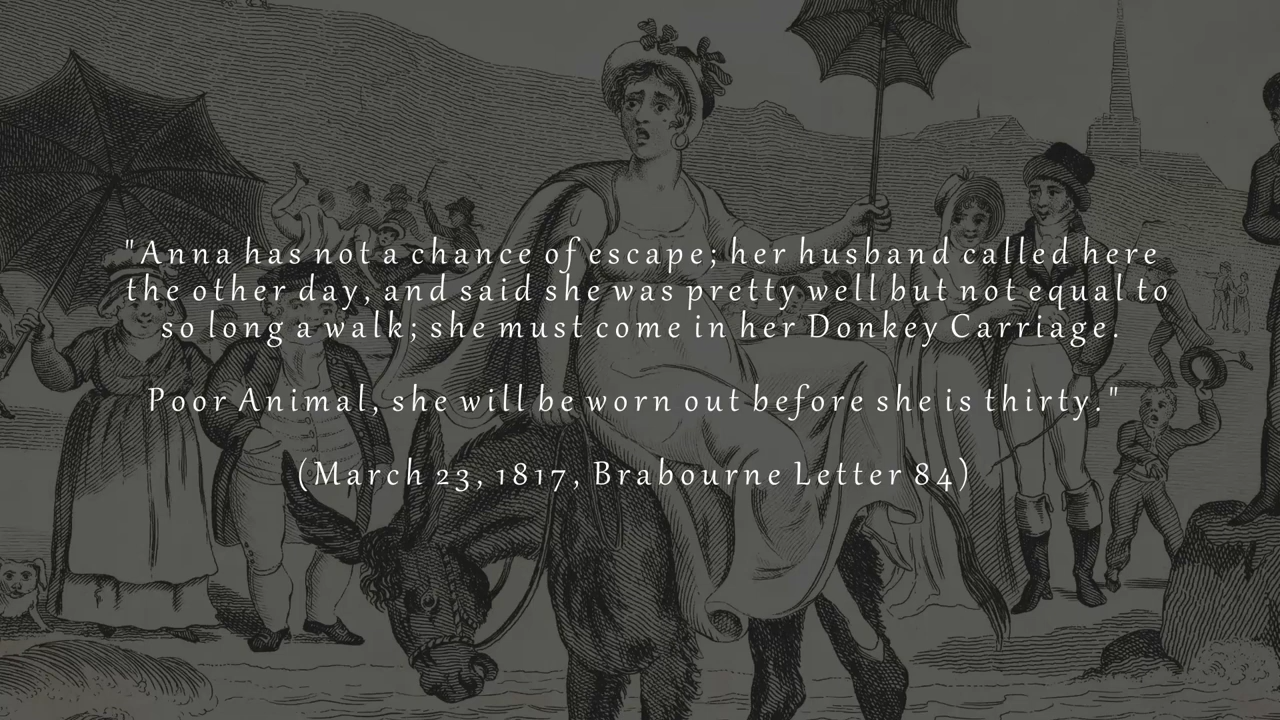 "Anna has not a chance of escape; her husband called here
the other day, and said she was pretty well but not equal to
so long a walk; she must come in her Donkey Carriage.
Poor Animal, she will be worn out before she is thirty."
(March 23, 1817, Brabourne Letter 84)